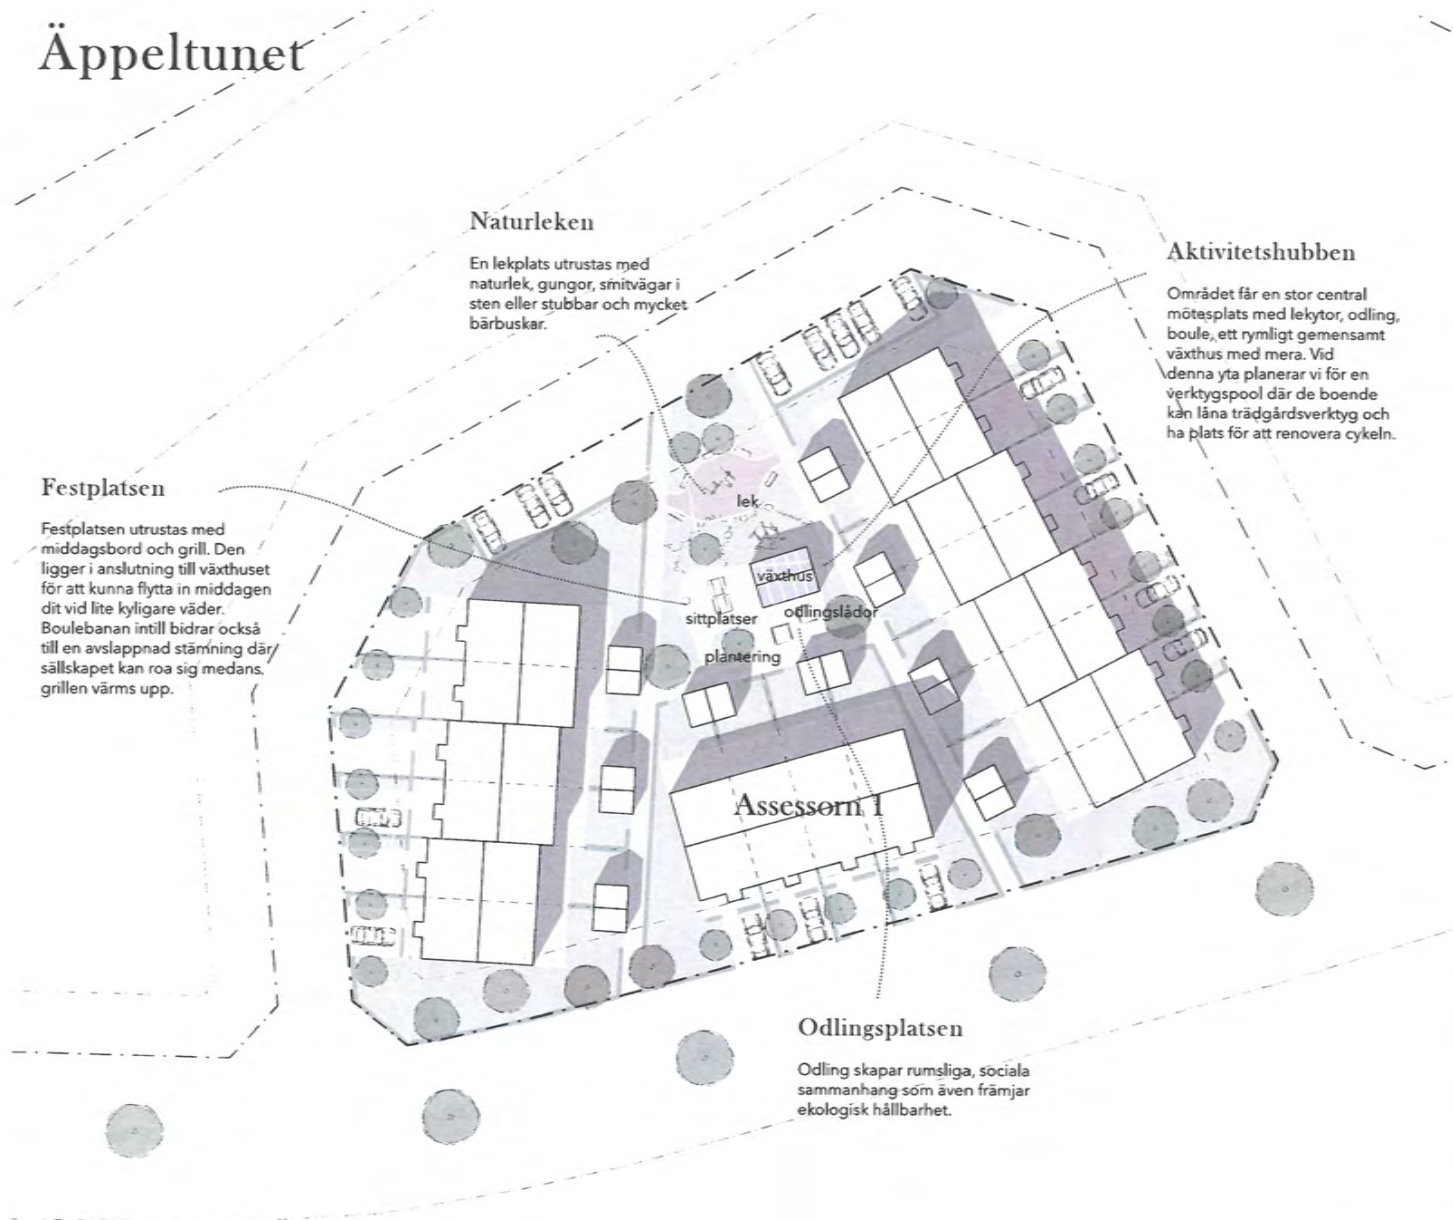 Äppeltunet
Naturleken
En lekplats utrustas med
naturlek, gungor, smitvägar i
sten eller stubbar och mycket
bärbuskar.
Aktivitetshubben
Området får en stor central
mötesplats med lekytor, odling,
boule, ett rymligt gemensamt
växthus med mera. Vid
denna yta planerar vi för en
verktygspool där de boende
kan låna trädgårdsverktyg och
ha plats för att renovera cykeln.
Festplatsen
Festplatsen utrustas med
middagsbord och grill. Den
ligger i anslutning till växthuset
för att kunna flytta in middagen
dit vid lite kyligare väder.
Boulebanan intill bidrar också
till en avslappnad stämning där
sällskapet kan roa sig medans
grillen värms upp.
lek
växthus
odlingslådor
sittplatser
plantering
Assessorn 1
Odlingsplatsen
Odling skapar rumsliga, sociala
sammanhang som även främjar
ekologisk hållbarhet.